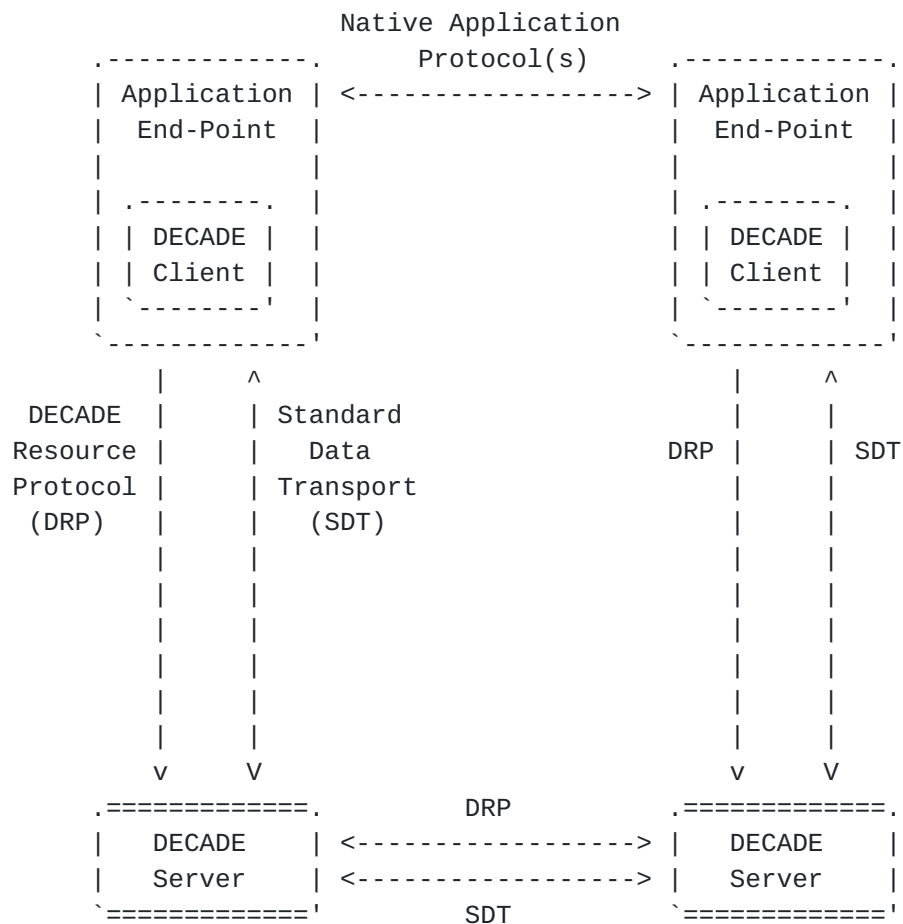 Native Application
Protocol(s)
.-------------.                       .-------------.
| Application | <-------------------> | Application |
|  End-Point  |                       |  End-Point  |
|             |                       |             |
| .--------.  |                       | .--------.  |
| | DECADE |  |                       | | DECADE |  |
| | Client |  |                       | | Client |  |
| `--------'  |                       | `--------'  |
`-------------'                       `-------------'
|     ^                              |     ^
DECADE  |     | Standard                     |     |
Resource |     |   Data                   DRP |     | SDT
Protocol |     | Transport                    |     |
(DRP)  |     |   (SDT)                      |     |
|     |                              |     |
|     |                              |     |
|     |                              |     |
|     |                              |     |
|     |                              |     |
|     |                              |     |
v     V                              v     V
.=============.         DRP           .=============.
|   DECADE    | <-------------------> |   DECADE    |
|   Server    | <-------------------> |   Server    |
`============='         SDT           `============='